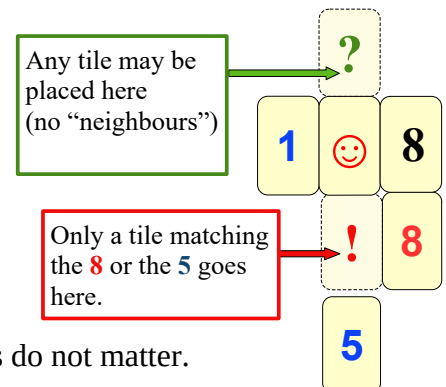 Any tile may be
placed here
(no “neighbours”)
?
1 ☺ 8
Only a tile matching
the 8 or the 5 goes
here.
! 8
5
s do not matter.